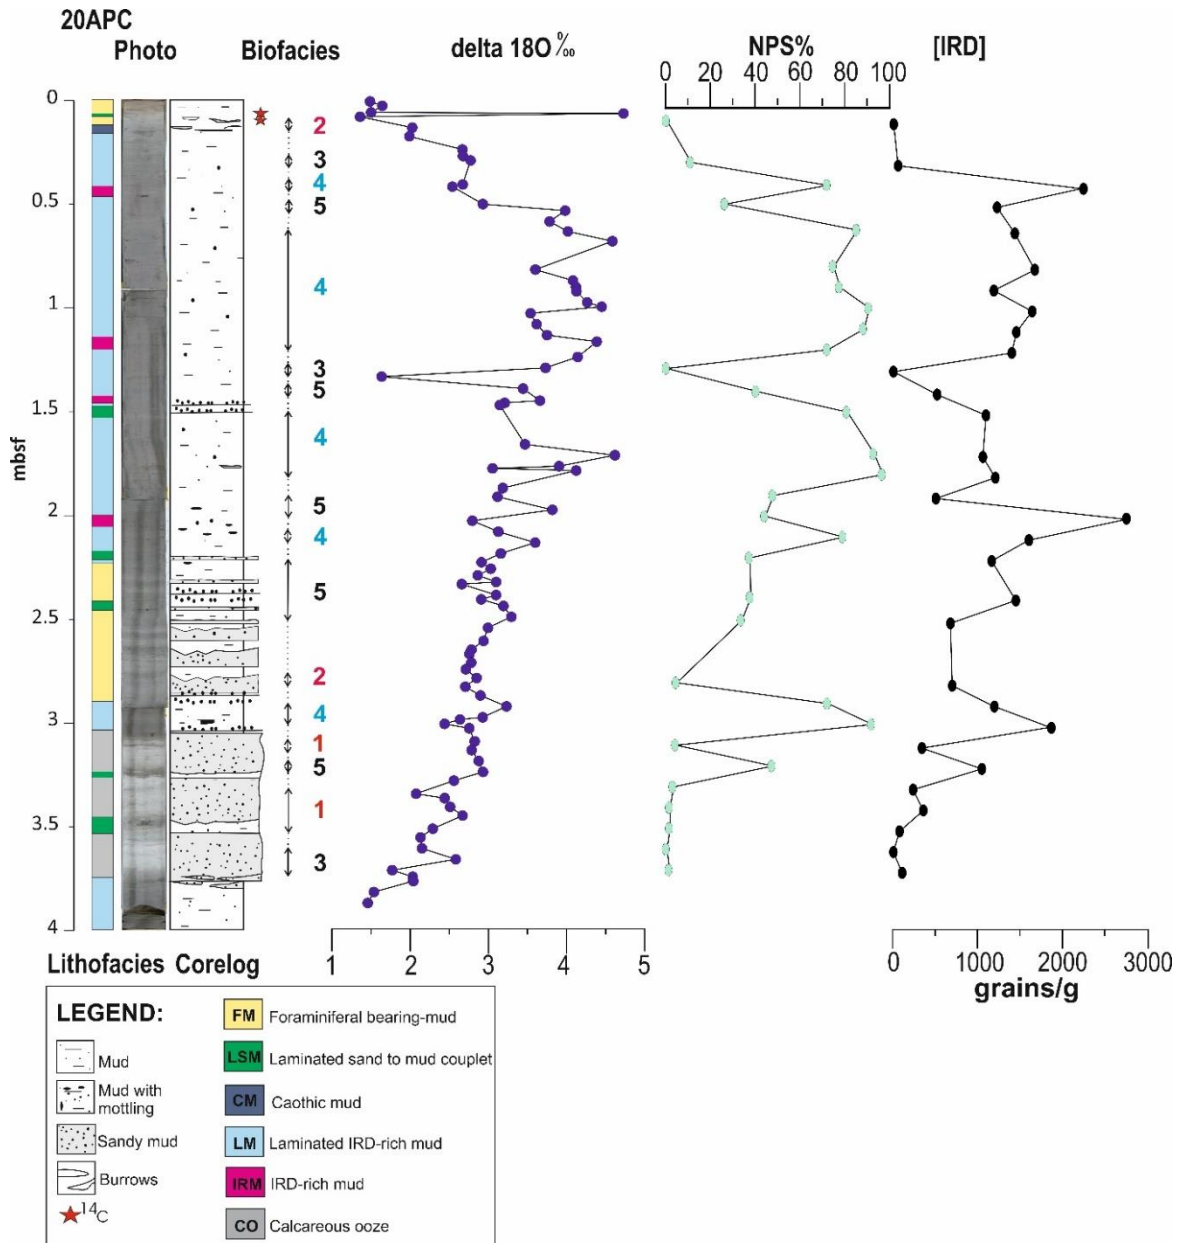 20APC
Photo Biofacies delta 18O ‰ NPS% [IRD]
0 20 40 60 80 100
0
2
3
4
0.5
5
4
1
3
5
1.5
4
mbsf
5
2
4
5
2.5
2
4
3
1
5
1
3.5
3
4
1 2 3 4 5
0 1000 2000 3000
grains/g
Lithofacies Corelog
LEGEND:
Mud
Mud with
mottling
Sandy mud
Burrows
14C
FM Foraminiferal bearing-mud
LSM Laminated sand to mud couplet
CM Caothic mud
LM Laminated IRD-rich mud
IRM IRD-rich mud
CO Calcareous ooze